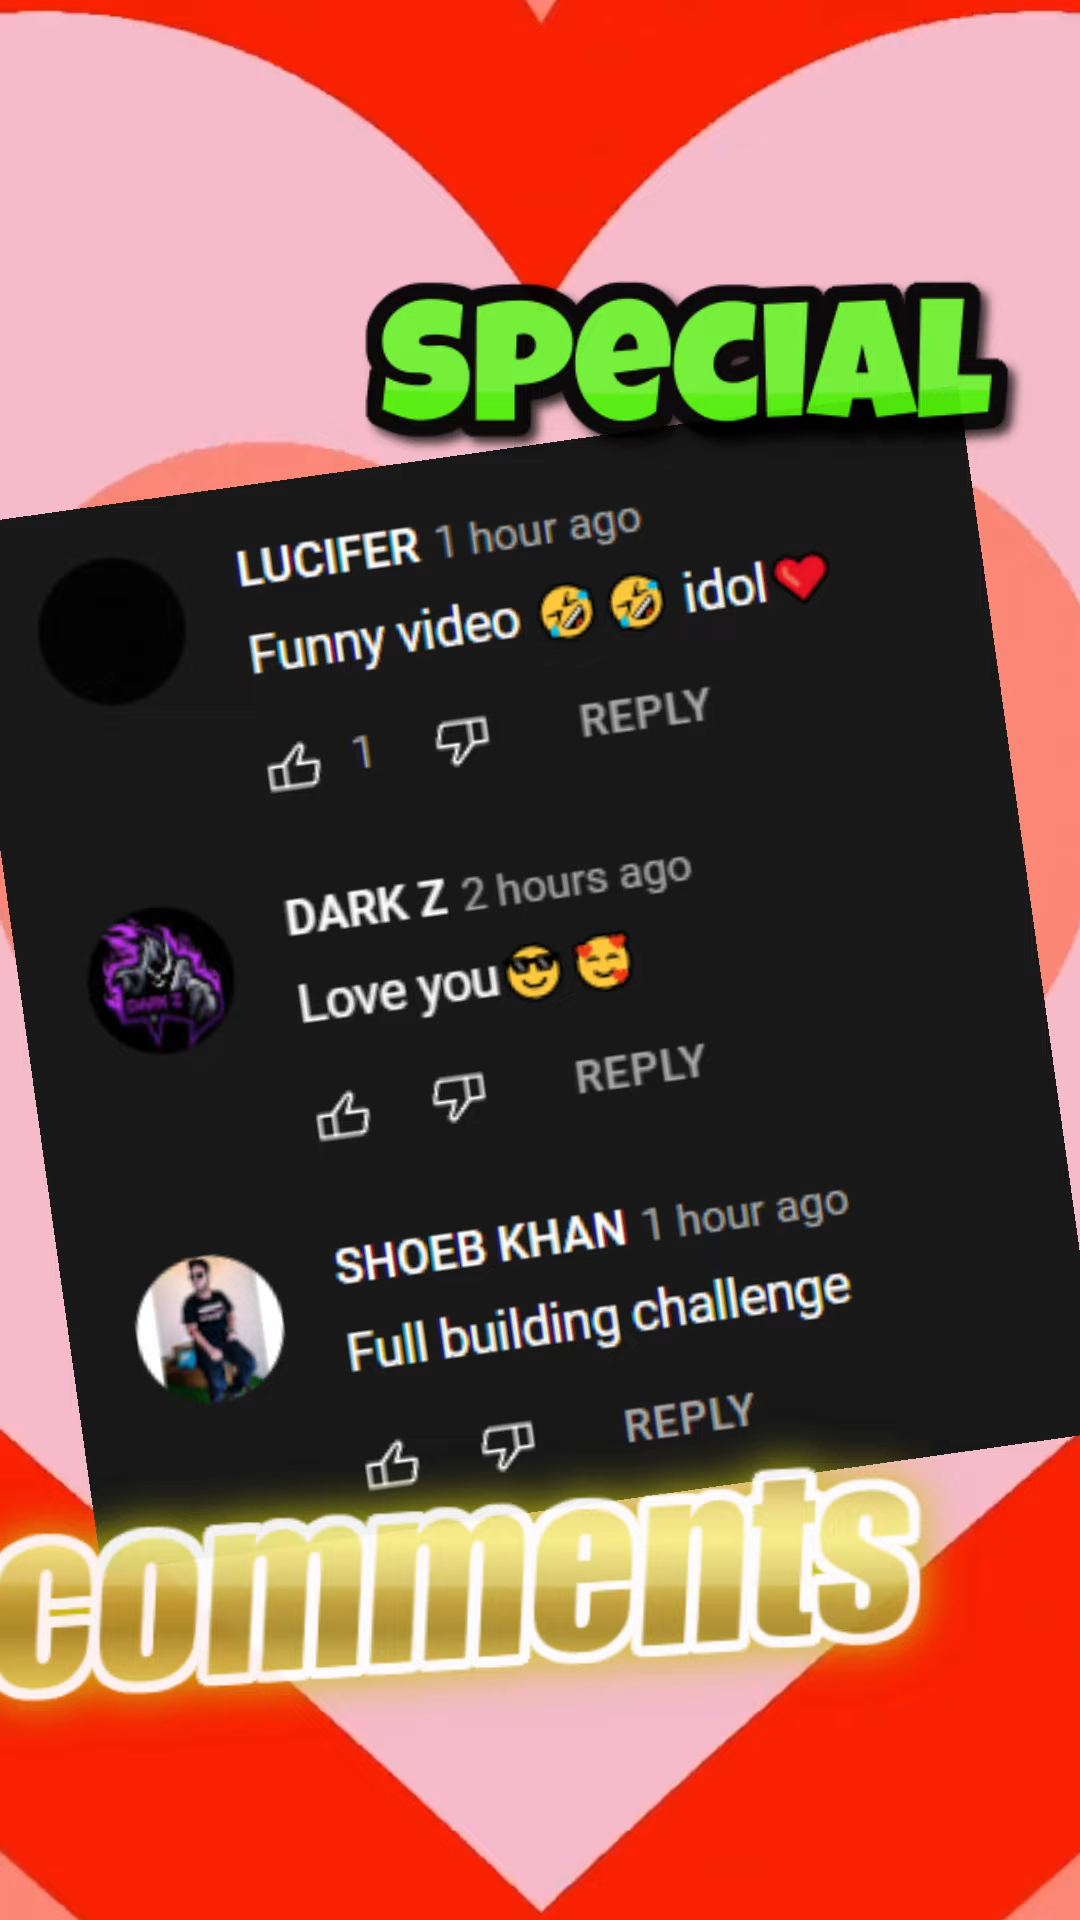 SPECIAL
LUCIFER 1 hour ago
Funny video 🤣🤣 idol❤️
1 REPLY
DARK Z 2 hours ago
Love you😎🥰
REPLY
DARK Z
SHOEB KHAN 1 hour ago
Full building challenge
REPLY
comments